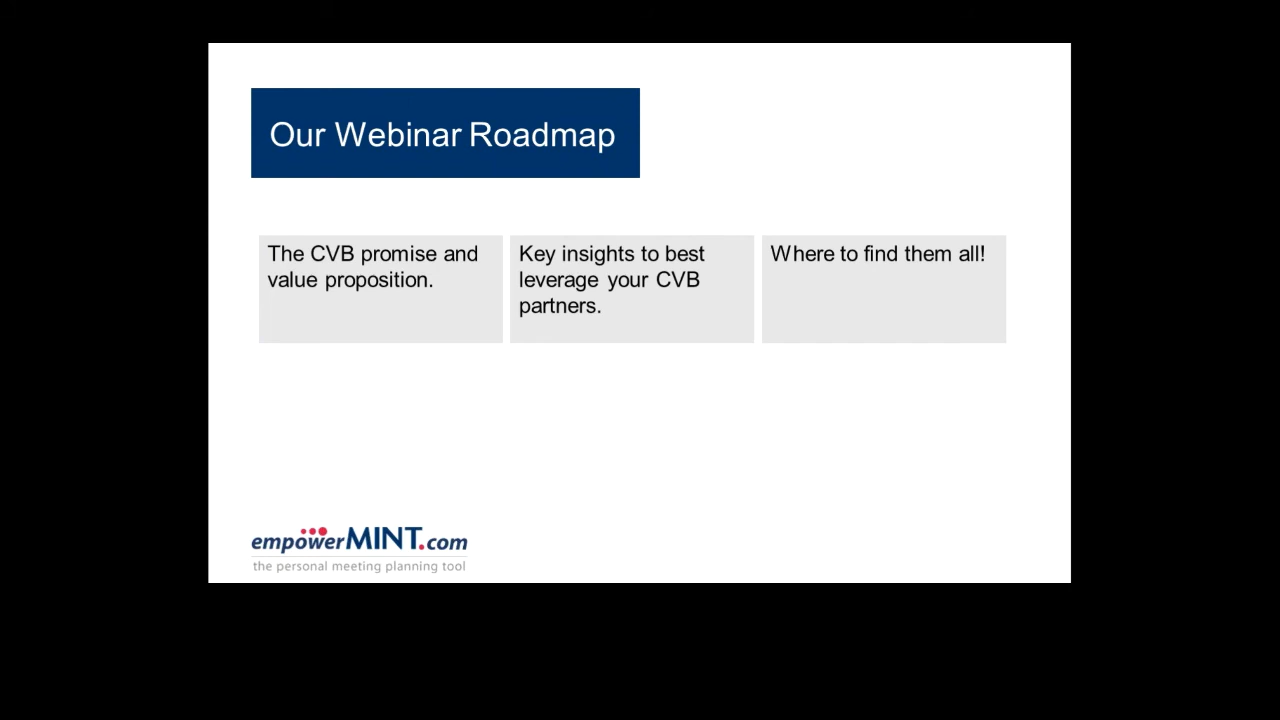 Our Webinar Roadmap
The CVB promise and
value proposition.
Key insights to best
leverage your CVB
partners.
Where to find them all!
empowerMINT.com
the personal meeting planning tool